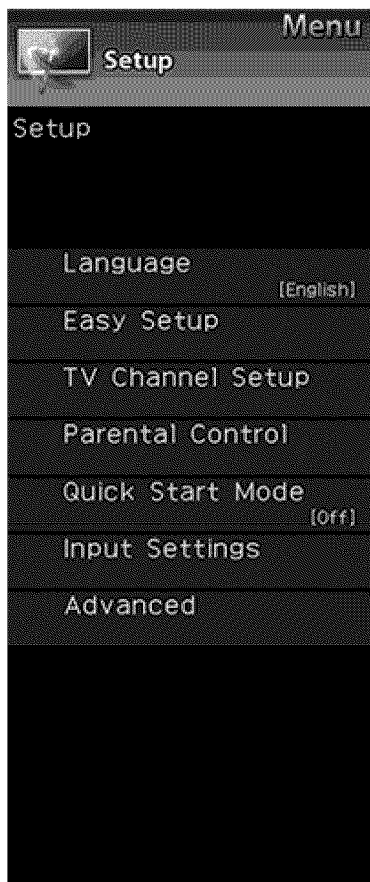 Menu
Setup
Setup
Language
[English]
Easy Setup
TV Channel Setup
Parental Control
Quick Start Mode
[Off]
Input Settings
Advanced